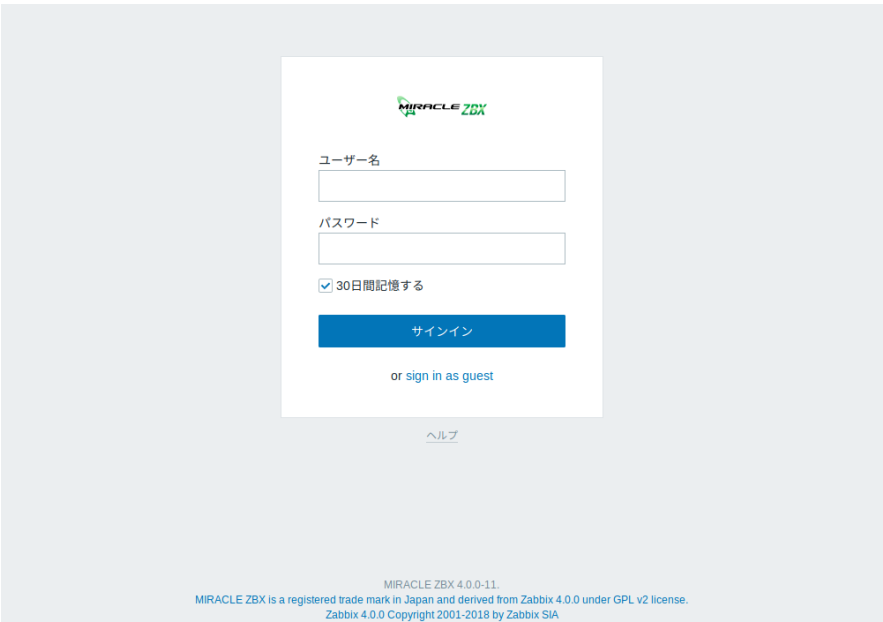 MIRACLE ZBX
ユーザー名
パスワード
30日間記憶する
サインイン
or sign in as guest
ヘルプ
MIRACLE ZBX 4.0.0-11.
MIRACLE ZBX is a registered trade mark in Japan and derived from Zabbix 4.0.0 under GPL v2 license.
Zabbix 4.0.0 Copyright 2001-2018 by Zabbix SIA